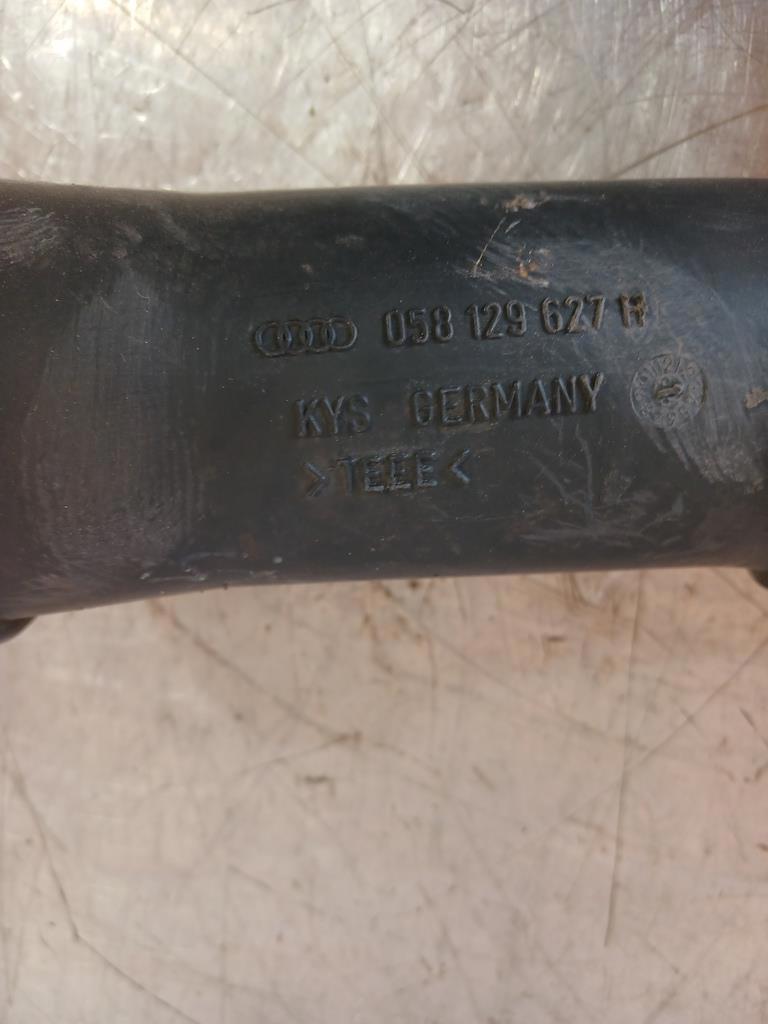 058 129 627 H
KYS GERMANY
>TEEE<